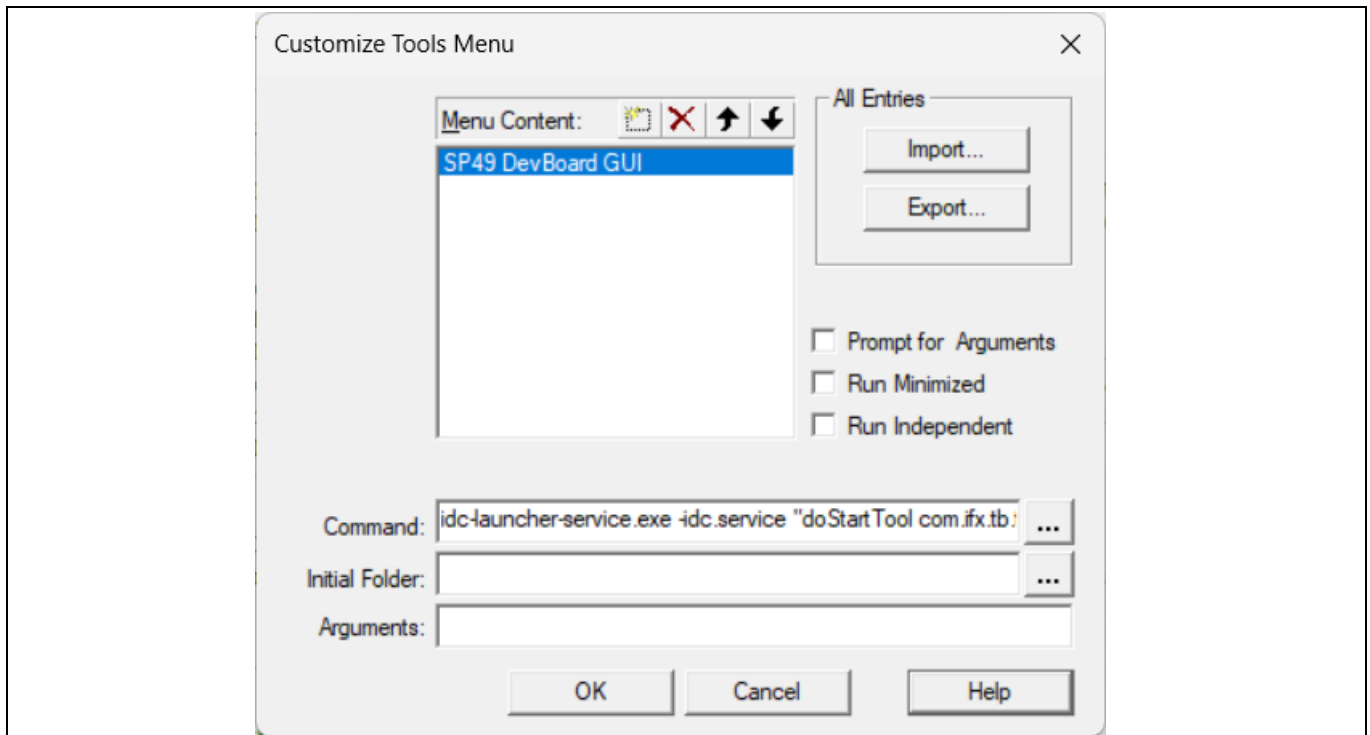 Customize Tools Menu
Menu Content:
SP49 DevBoard GUI
All Entries
Import...
Export...
Prompt for Arguments
Run Minimized
Run Independent
Command: idc-launcher-service.exe -idc.service "doStartTool com.ifx.tb. ...
Initial Folder: ...
Arguments:
OK Cancel Help